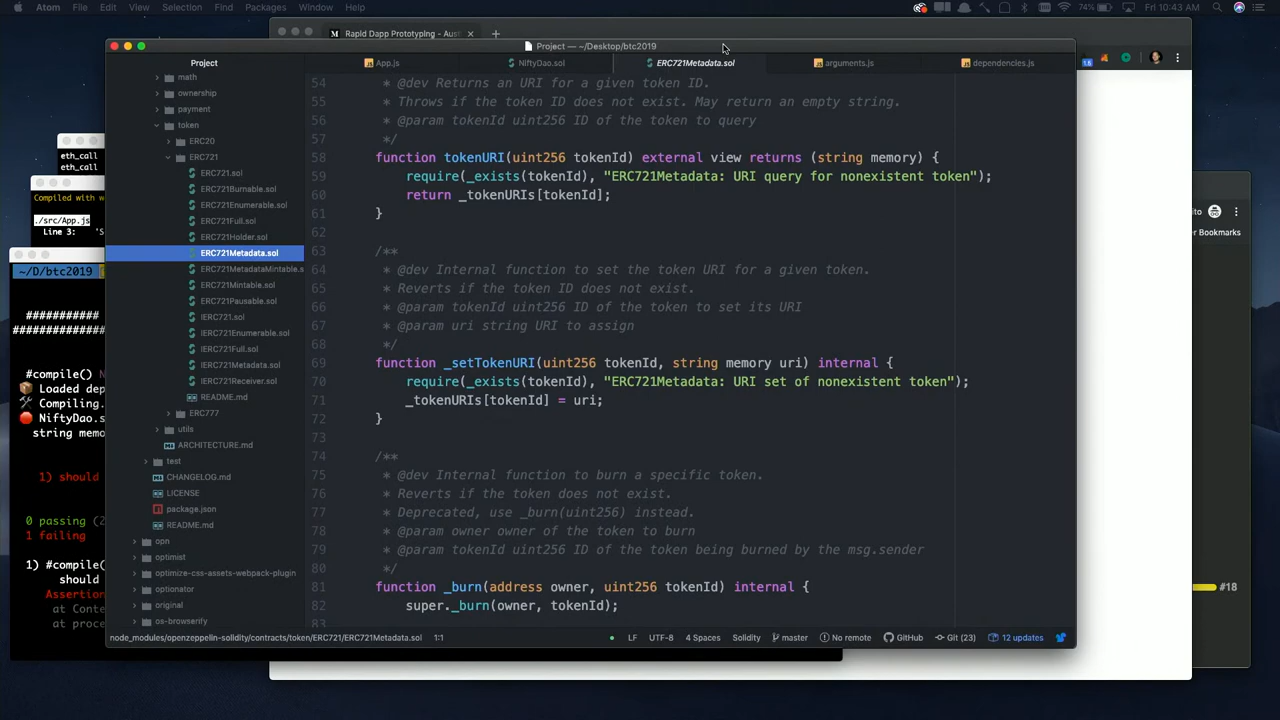 Atom File Edit View Selection Find Packages Window Help
74% Fri 10:43 AM
Rapid Dapp Prototyping - Aust
Project — ~/Desktop/btc2019
Project
App.js
NiftyDao.sol
ERC721Metadata.sol
arguments.js
dependencies.js
math
ownership
payment
token
ERC20
ERC721
ERC721.sol
ERC721Burnable.sol
ERC721Enumerable.sol
ERC721Full.sol
ERC721Holder.sol
ERC721Metadata.sol
ERC721MetadataMintable.s
ERC721Mintable.sol
ERC721Pausable.sol
IERC721.sol
IERC721Enumerable.sol
IERC721Full.sol
IERC721Metadata.sol
IERC721Receiver.sol
README.md
ERC777
utils
ARCHITECTURE.md
test
CHANGELOG.md
LICENSE
package.json
README.md
opn
optimist
optimize-css-assets-webpack-plugin
optionator
original
os-browserify
54 * @dev Returns an URI for a given token ID.
55 * Throws if the token ID does not exist. May return an empty string.
56 * @param tokenId uint256 ID of the token to query
57 */
58 function tokenURI(uint256 tokenId) external view returns (string memory) {
59 require(_exists(tokenId), "ERC721Metadata: URI query for nonexistent token");
60 return _tokenURIs[tokenId];
61 }
62
63 /**
64 * @dev Internal function to set the token URI for a given token.
65 * Reverts if the token ID does not exist.
66 * @param tokenId uint256 ID of the token to set its URI
67 * @param uri string URI to assign
68 */
69 function _setTokenURI(uint256 tokenId, string memory uri) internal {
70 require(_exists(tokenId), "ERC721Metadata: URI set of nonexistent token");
71 _tokenURIs[tokenId] = uri;
72 }
73
74 /**
75 * @dev Internal function to burn a specific token.
76 * Reverts if the token does not exist.
77 * Deprecated, use _burn(uint256) instead.
78 * @param owner owner of the token to burn
79 * @param tokenId uint256 ID of the token being burned by the msg.sender
80 */
81 function _burn(address owner, uint256 tokenId) internal {
82 super._burn(owner, tokenId);
83
node_modules/openzeppelin-solidity/contracts/token/ERC721/ERC721Metadata.sol 1:1
LF UTF-8 4 Spaces Solidity master No remote GitHub Git (23) 12 updates
eth_call
eth_call
Compiled with w
./src/App.js
Line 3: 'S
~/D/btc2019
###########
##############
#compile() N
Loaded dep
Compiling.
NiftyDao.s
string memo
1) should
0 passing (2
1 failing
1) #compile(
should
Assertion
at Conte
at proce
ito
er Bookmarks
#18